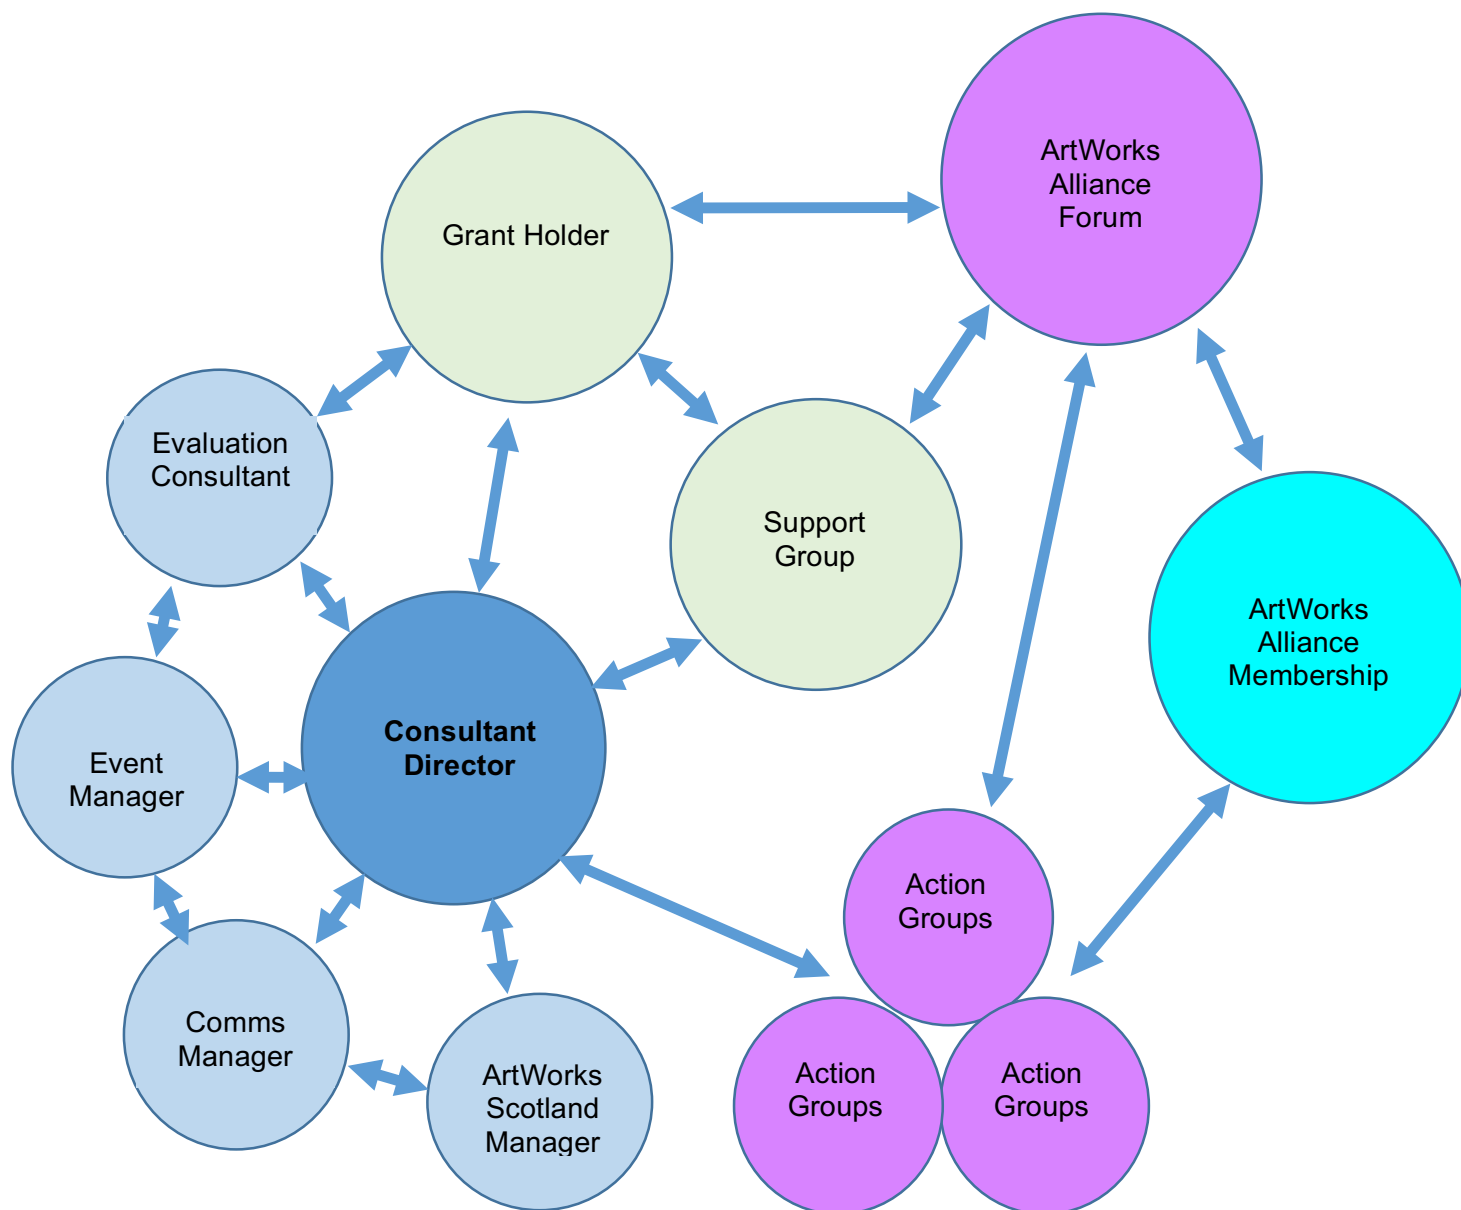 ArtWorks
Alliance
Forum
Grant Holder
Evaluation
Consultant
Support
Group
ArtWorks
Alliance
Membership
Consultant
Director
Event
Manager
Action
Groups
Comms
Manager
ArtWorks
Scotland
Manager
Action
Groups
Action
Groups